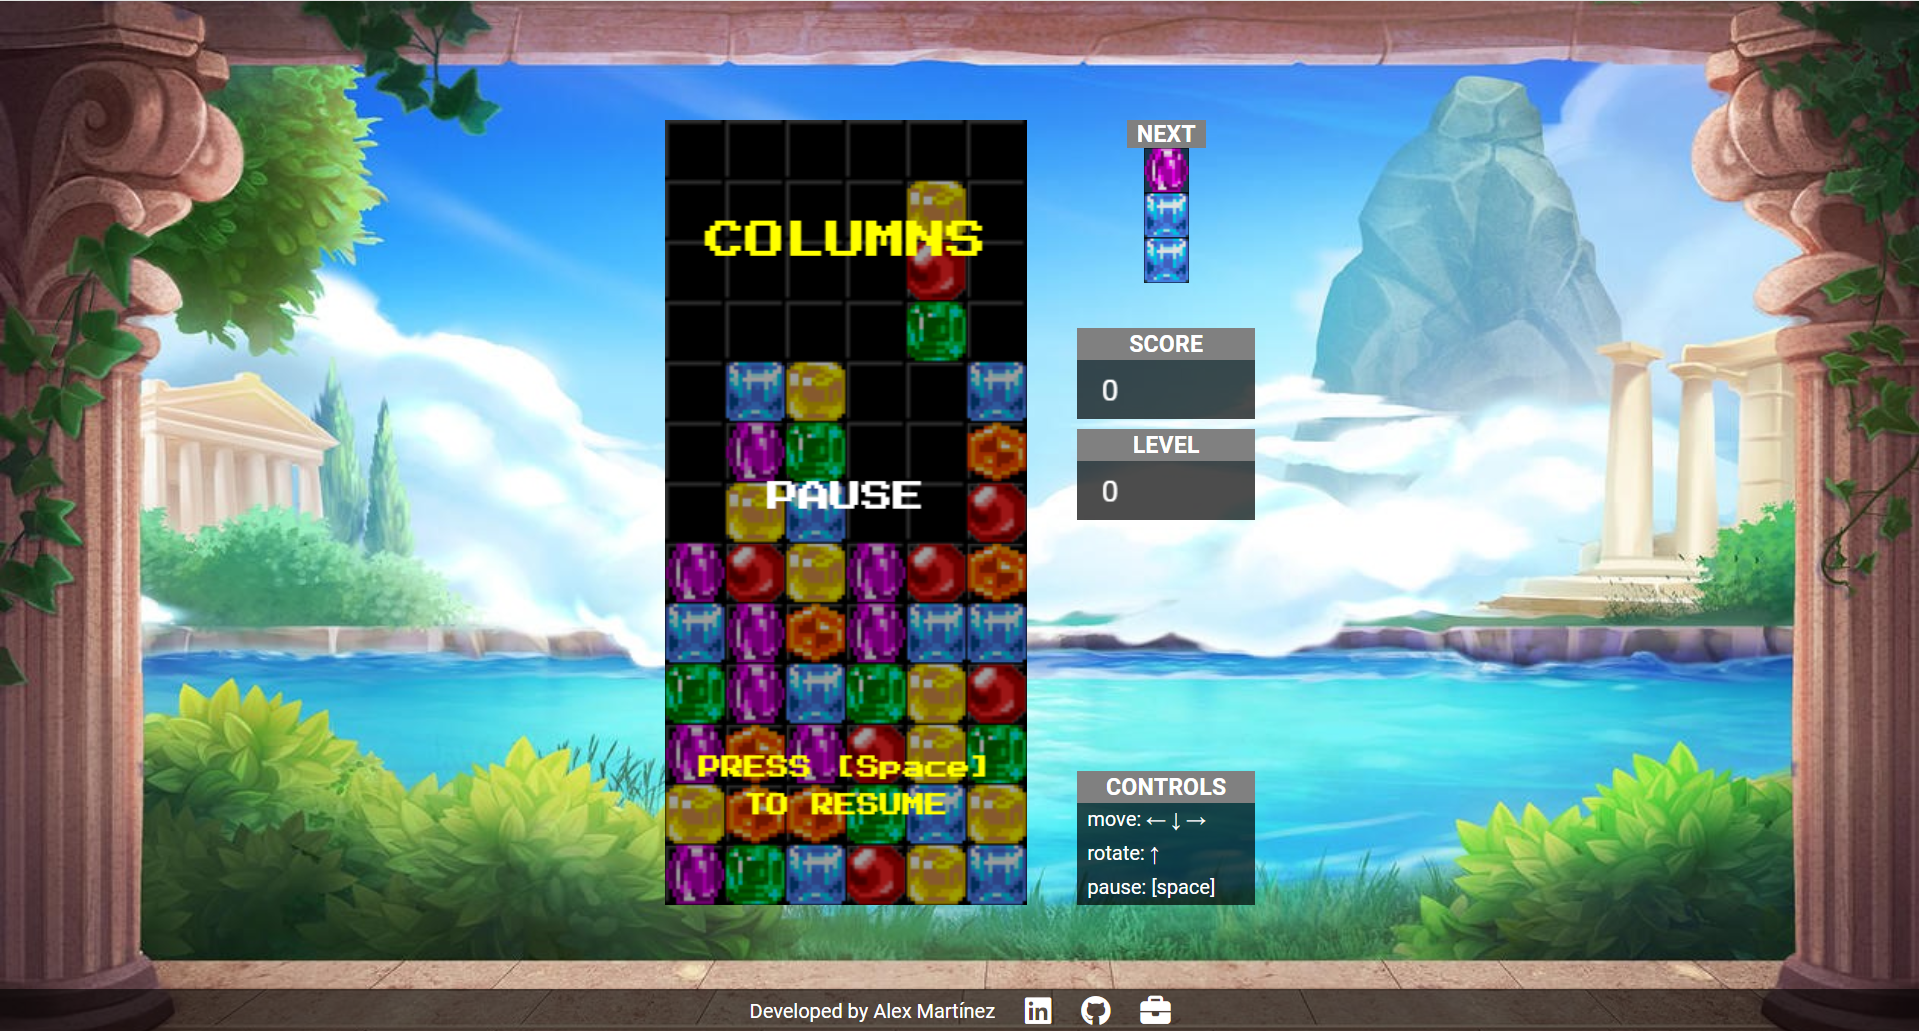 COLUMNS
PAUSE
PRESS [Space]
TO RESUME
NEXT
SCORE
0
LEVEL
0
CONTROLS
move: ←↓→
rotate: ↑
pause: [space]
Developed by Alex Martínez
in